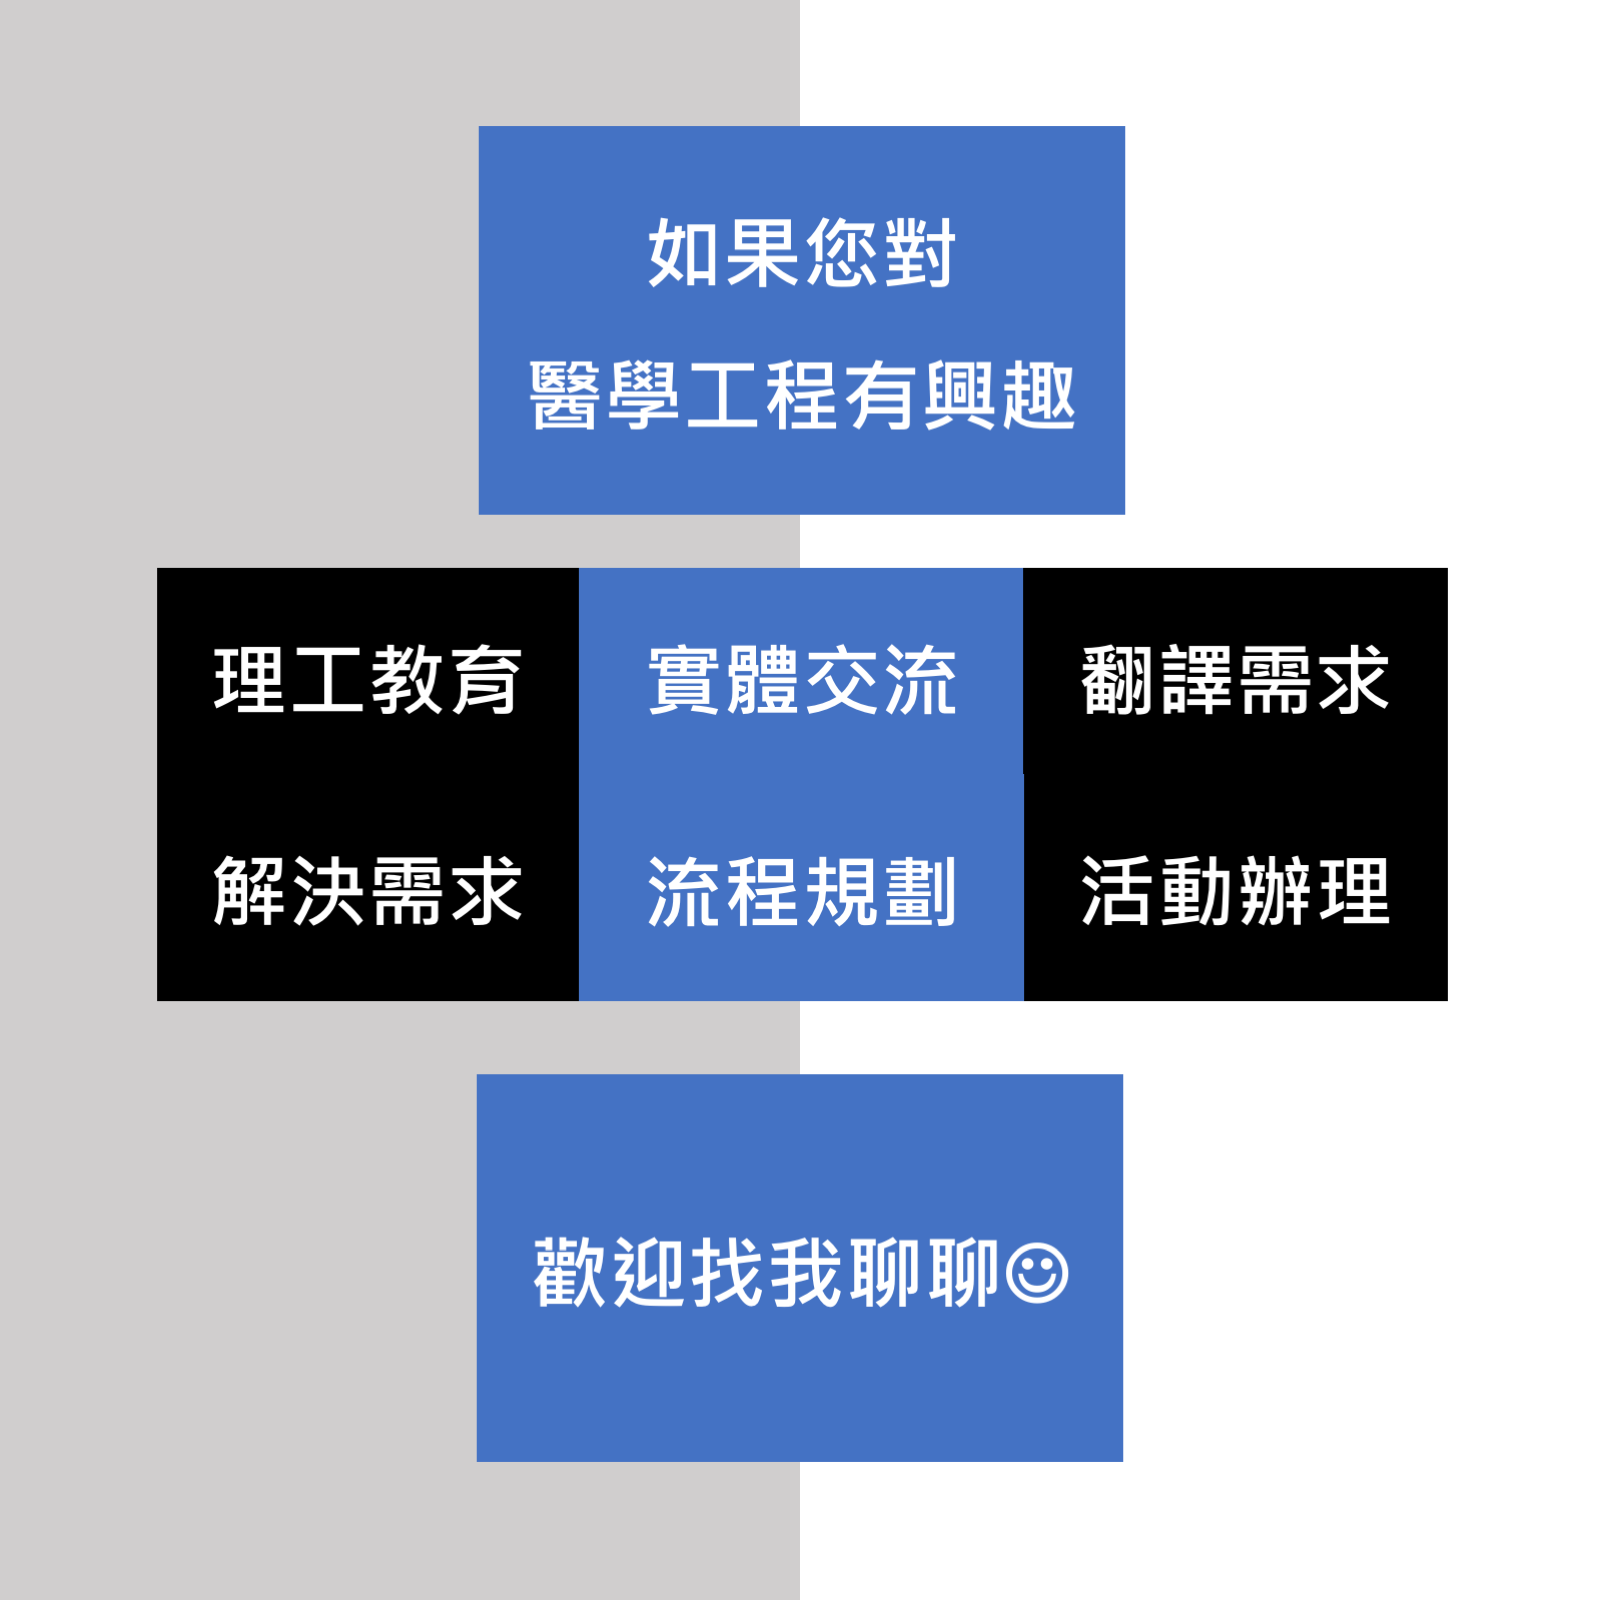 如果您對
醫學工程有興趣
理工教育
實體交流
翻譯需求
解決需求
流程規劃
活動辦理
歡迎找我聊聊☺